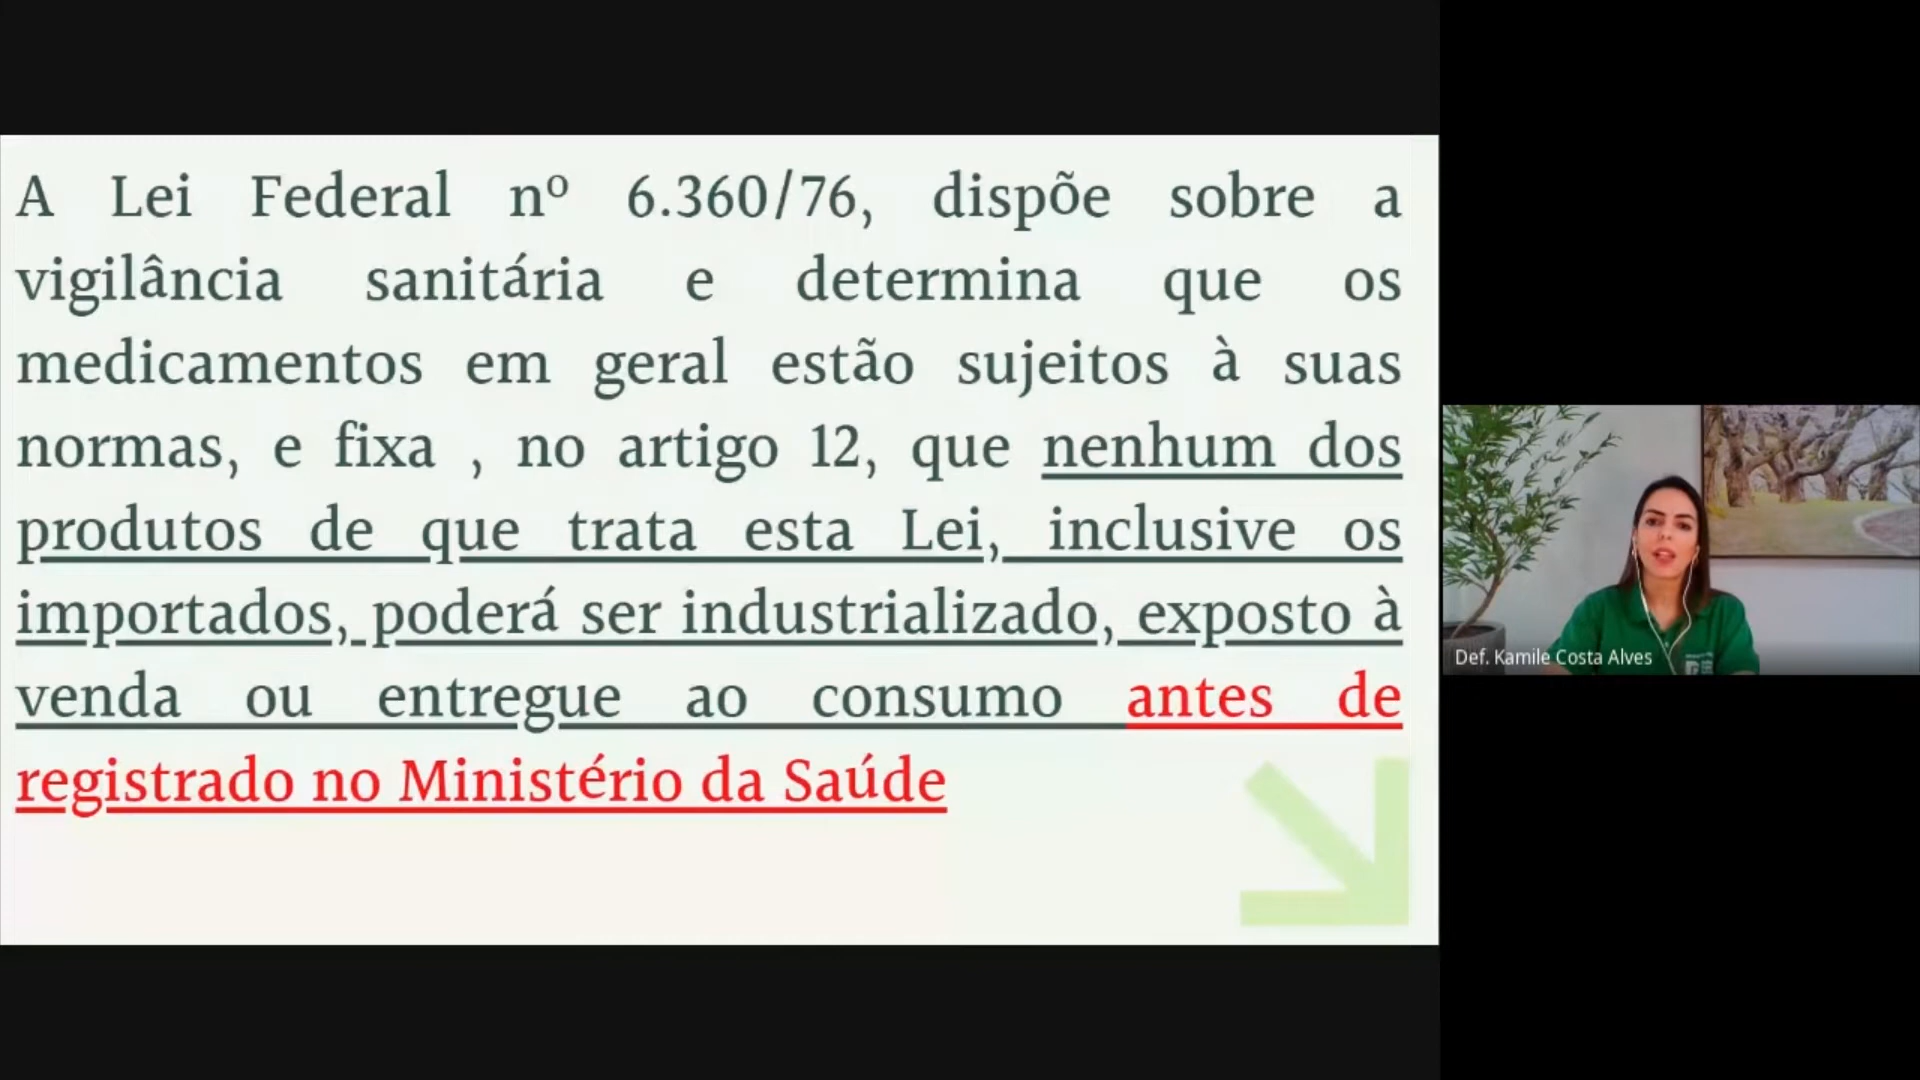 A Lei Federal nº 6.360/76, dispõe sobre a
vigilância sanitária e determina que os
medicamentos em geral estão sujeitos à suas
normas, e fixa , no artigo 12, que nenhum dos
produtos de que trata esta Lei, inclusive os
importados, poderá ser industrializado, exposto à
venda ou entregue ao consumo antes de
registrado no Ministério da Saúde
Def. Kamile Costa Alves